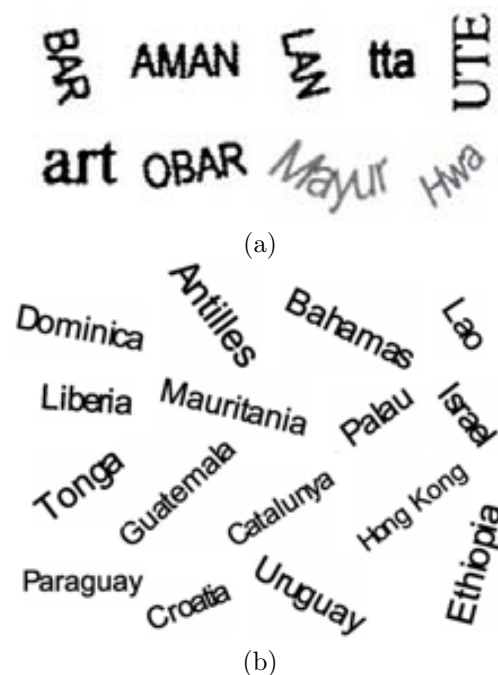 BAR AMAN LAN tta UTE
art OBAR Mayur Hwa
(a)
Dominica Antilles Bahamas Lao
Liberia Mauritania Palau Israel
Tonga Guatemala Catalunya Hong Kong
Paraguay Croatia Uruguay Ethiopia
(b)